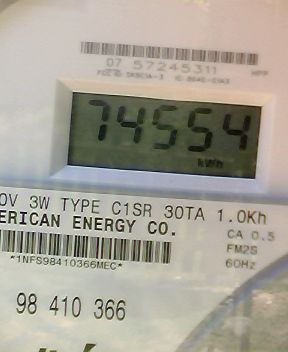 07 57245311
74554
kWh
0V 3W TYPE C1SR 30TA 1.0Kh
ERICAN ENERGY CO.
CA 0.5
FM2S
*1NFS98410366MEC*
60Hz
98 410 366